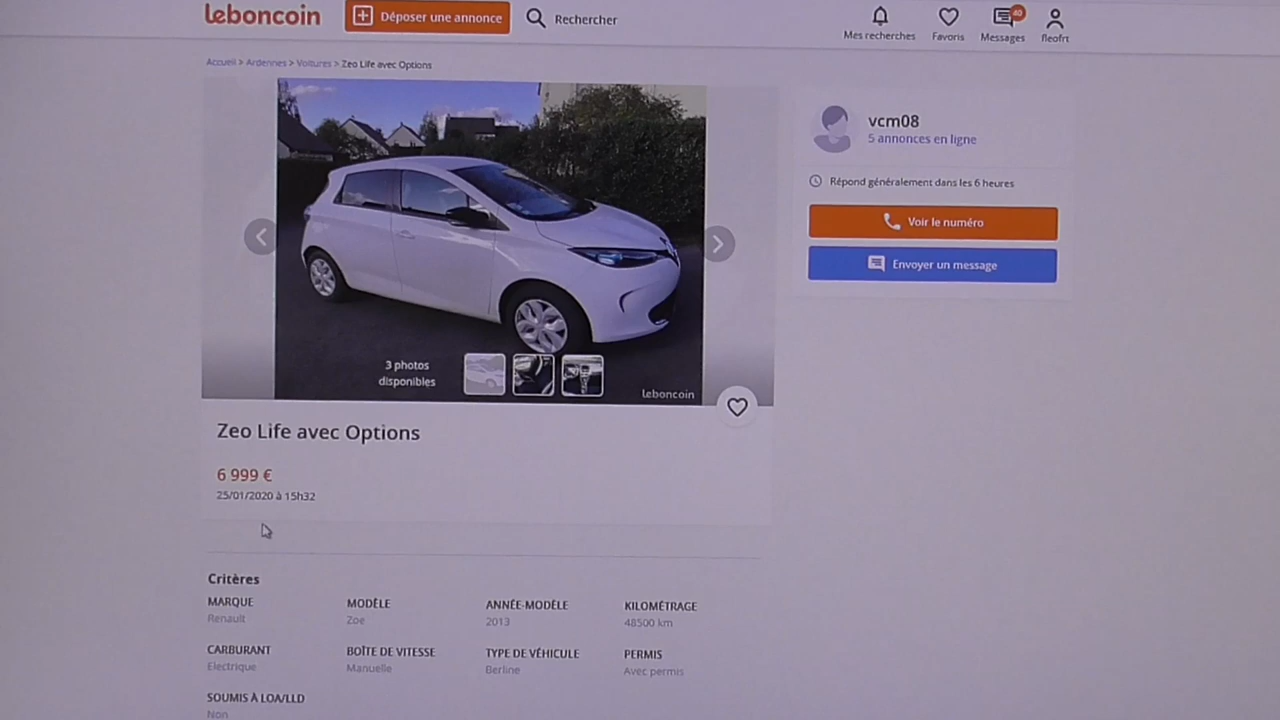 leboncoin
Déposer une annonce
Rechercher
Mes recherches
Favoris
40
Messages
fleofrt
Accueil > Ardennes > Voitures > Zeo Life avec Options
3 photos
disponibles
leboncoin
vcm08
5 annonces en ligne
Répond généralement dans les 6 heures
Voir le numéro
Envoyer un message
Zeo Life avec Options
6 999 €
25/01/2020 à 15h32
Critères
MARQUE
Renault
MODÈLE
Zoe
ANNÉE-MODÈLE
2013
KILOMÉTRAGE
48500 km
CARBURANT
Electrique
BOÎTE DE VITESSE
Manuelle
TYPE DE VÉHICULE
Berline
PERMIS
Avec permis
SOUMIS À LOA/LLD
Non